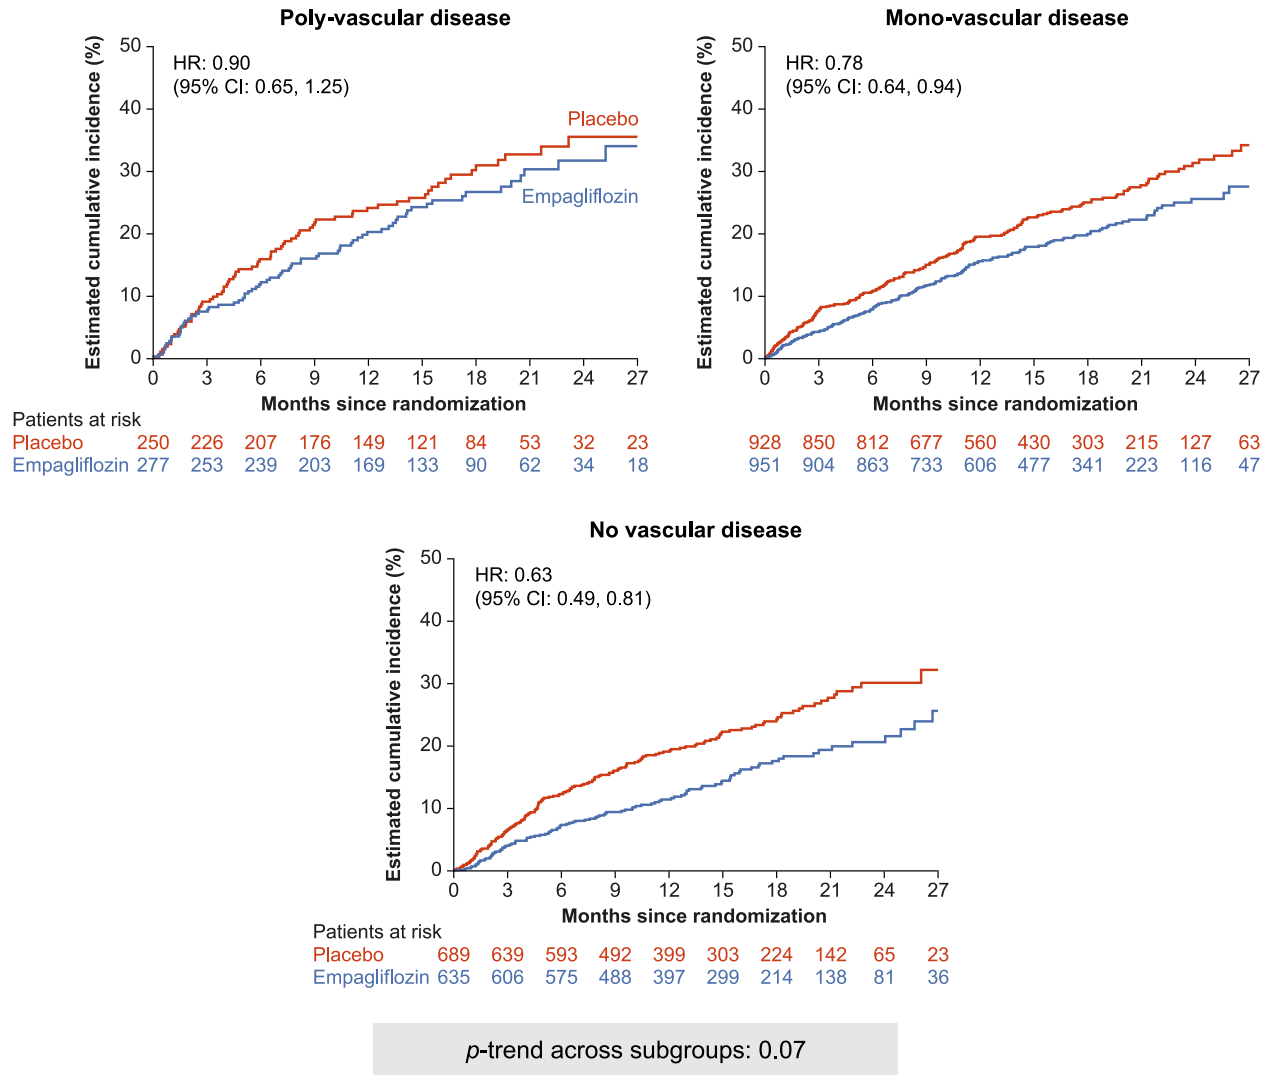 Poly-vascular disease
Estimated cumulative incidence (%)
50
40
30
20
10
0
HR: 0.90
(95% CI: 0.65, 1.25)
Placebo
Empagliflozin
0 3 6 9 12 15 18 21 24 27
Months since randomization
Patients at risk
Placebo 250 226 207 176 149 121 84 53 32 23
Empagliflozin 277 253 239 203 169 133 90 62 34 18
Mono-vascular disease
Estimated cumulative incidence (%)
50
40
30
20
10
0
HR: 0.78
(95% CI: 0.64, 0.94)
0 3 6 9 12 15 18 21 24 27
Months since randomization
928 850 812 677 560 430 303 215 127 63
951 904 863 733 606 477 341 223 116 47
No vascular disease
Estimated cumulative incidence (%)
50
40
30
20
10
0
HR: 0.63
(95% CI: 0.49, 0.81)
0 3 6 9 12 15 18 21 24 27
Months since randomization
Patients at risk
Placebo 689 639 593 492 399 303 224 142 65 23
Empagliflozin 635 606 575 488 397 299 214 138 81 36
p-trend across subgroups: 0.07